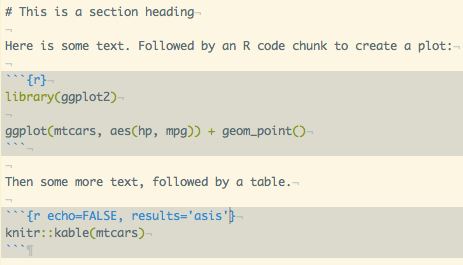 # This is a section heading¬
¬
Here is some text. Followed by an R code chunk to create a plot:¬
¬
```{r}¬
library(ggplot2)¬
¬
ggplot(mtcars, aes(hp, mpg)) + geom_point()¬
```¬
¬
Then some more text, followed by a table.¬
¬
```{r echo=FALSE, results='asis'}¬
knitr::kable(mtcars)¬
```¶